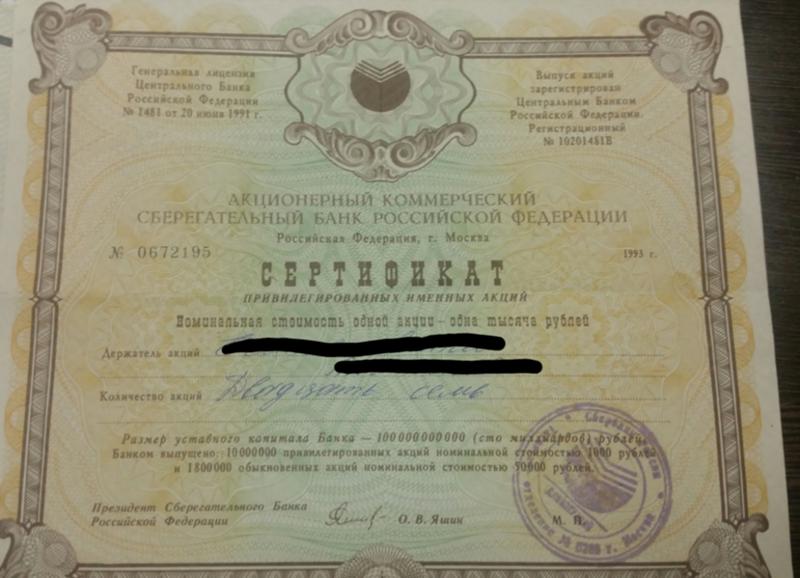 Генеральная лицензия
Центрального Банка
Российской Федерации
№ 1481 от 20 июня 1991 г.
Выпуск акций
зарегистрирован
Центральным Банком
Российской Федерации.
Регистрационный
№ 10201481В
АКЦИОНЕРНЫЙ КОММЕРЧЕСКИЙ
СБЕРЕГАТЕЛЬНЫЙ БАНК РОССИЙСКОЙ ФЕДЕРАЦИИ
Российская Федерация, г. Москва
№ 0672195
1993 г.
СЕРТИФИКАТ
ПРИВИЛЕГИРОВАННЫХ ИМЕННЫХ АКЦИЙ
Номинальная стоимость одной акции — одна тысяча рублей
Держатель акций
Количество акций Двадцать семь
Размер уставного капитала Банка — 100000000000 (сто миллиардов) рублей.
Банком выпущено: 10000000 привилегированных акций номинальной стоимостью 1000 рублей
и 1800000 обыкновенных акций номинальной стоимостью 50000 рублей.
Президент Сберегательного Банка
Российской Федерации
О. В. Яшин
М. П.
Сбербанк
отделение г. Москва